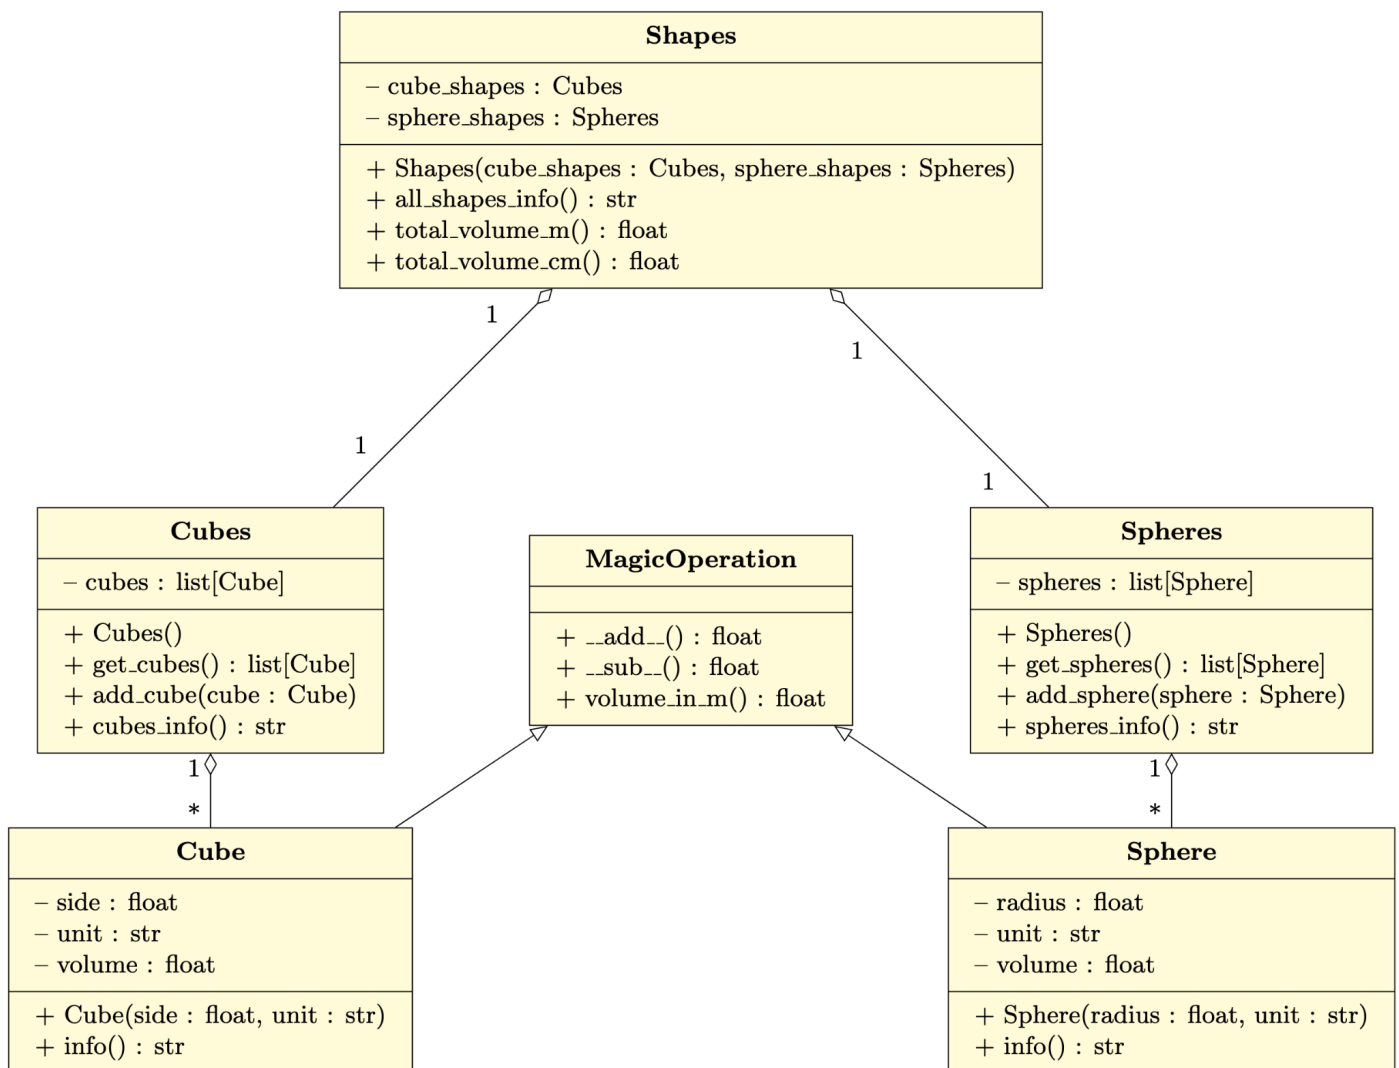 Shapes
– cube_shapes : Cubes
– sphere_shapes : Spheres
+ Shapes(cube_shapes : Cubes, sphere_shapes : Spheres)
+ all_shapes_info() : str
+ total_volume_m() : float
+ total_volume_cm() : float
1
1
1
1
Cubes
– cubes : list[Cube]
+ Cubes()
+ get_cubes() : list[Cube]
+ add_cube(cube : Cube)
+ cubes_info() : str
MagicOperation
+ __add__() : float
+ __sub__() : float
+ volume_in_m() : float
Spheres
– spheres : list[Sphere]
+ Spheres()
+ get_spheres() : list[Sphere]
+ add_sphere(sphere : Sphere)
+ spheres_info() : str
1
*
1
*
Cube
– side : float
– unit : str
– volume : float
+ Cube(side : float, unit : str)
+ info() : str
Sphere
– radius : float
– unit : str
– volume : float
+ Sphere(radius : float, unit : str)
+ info() : str